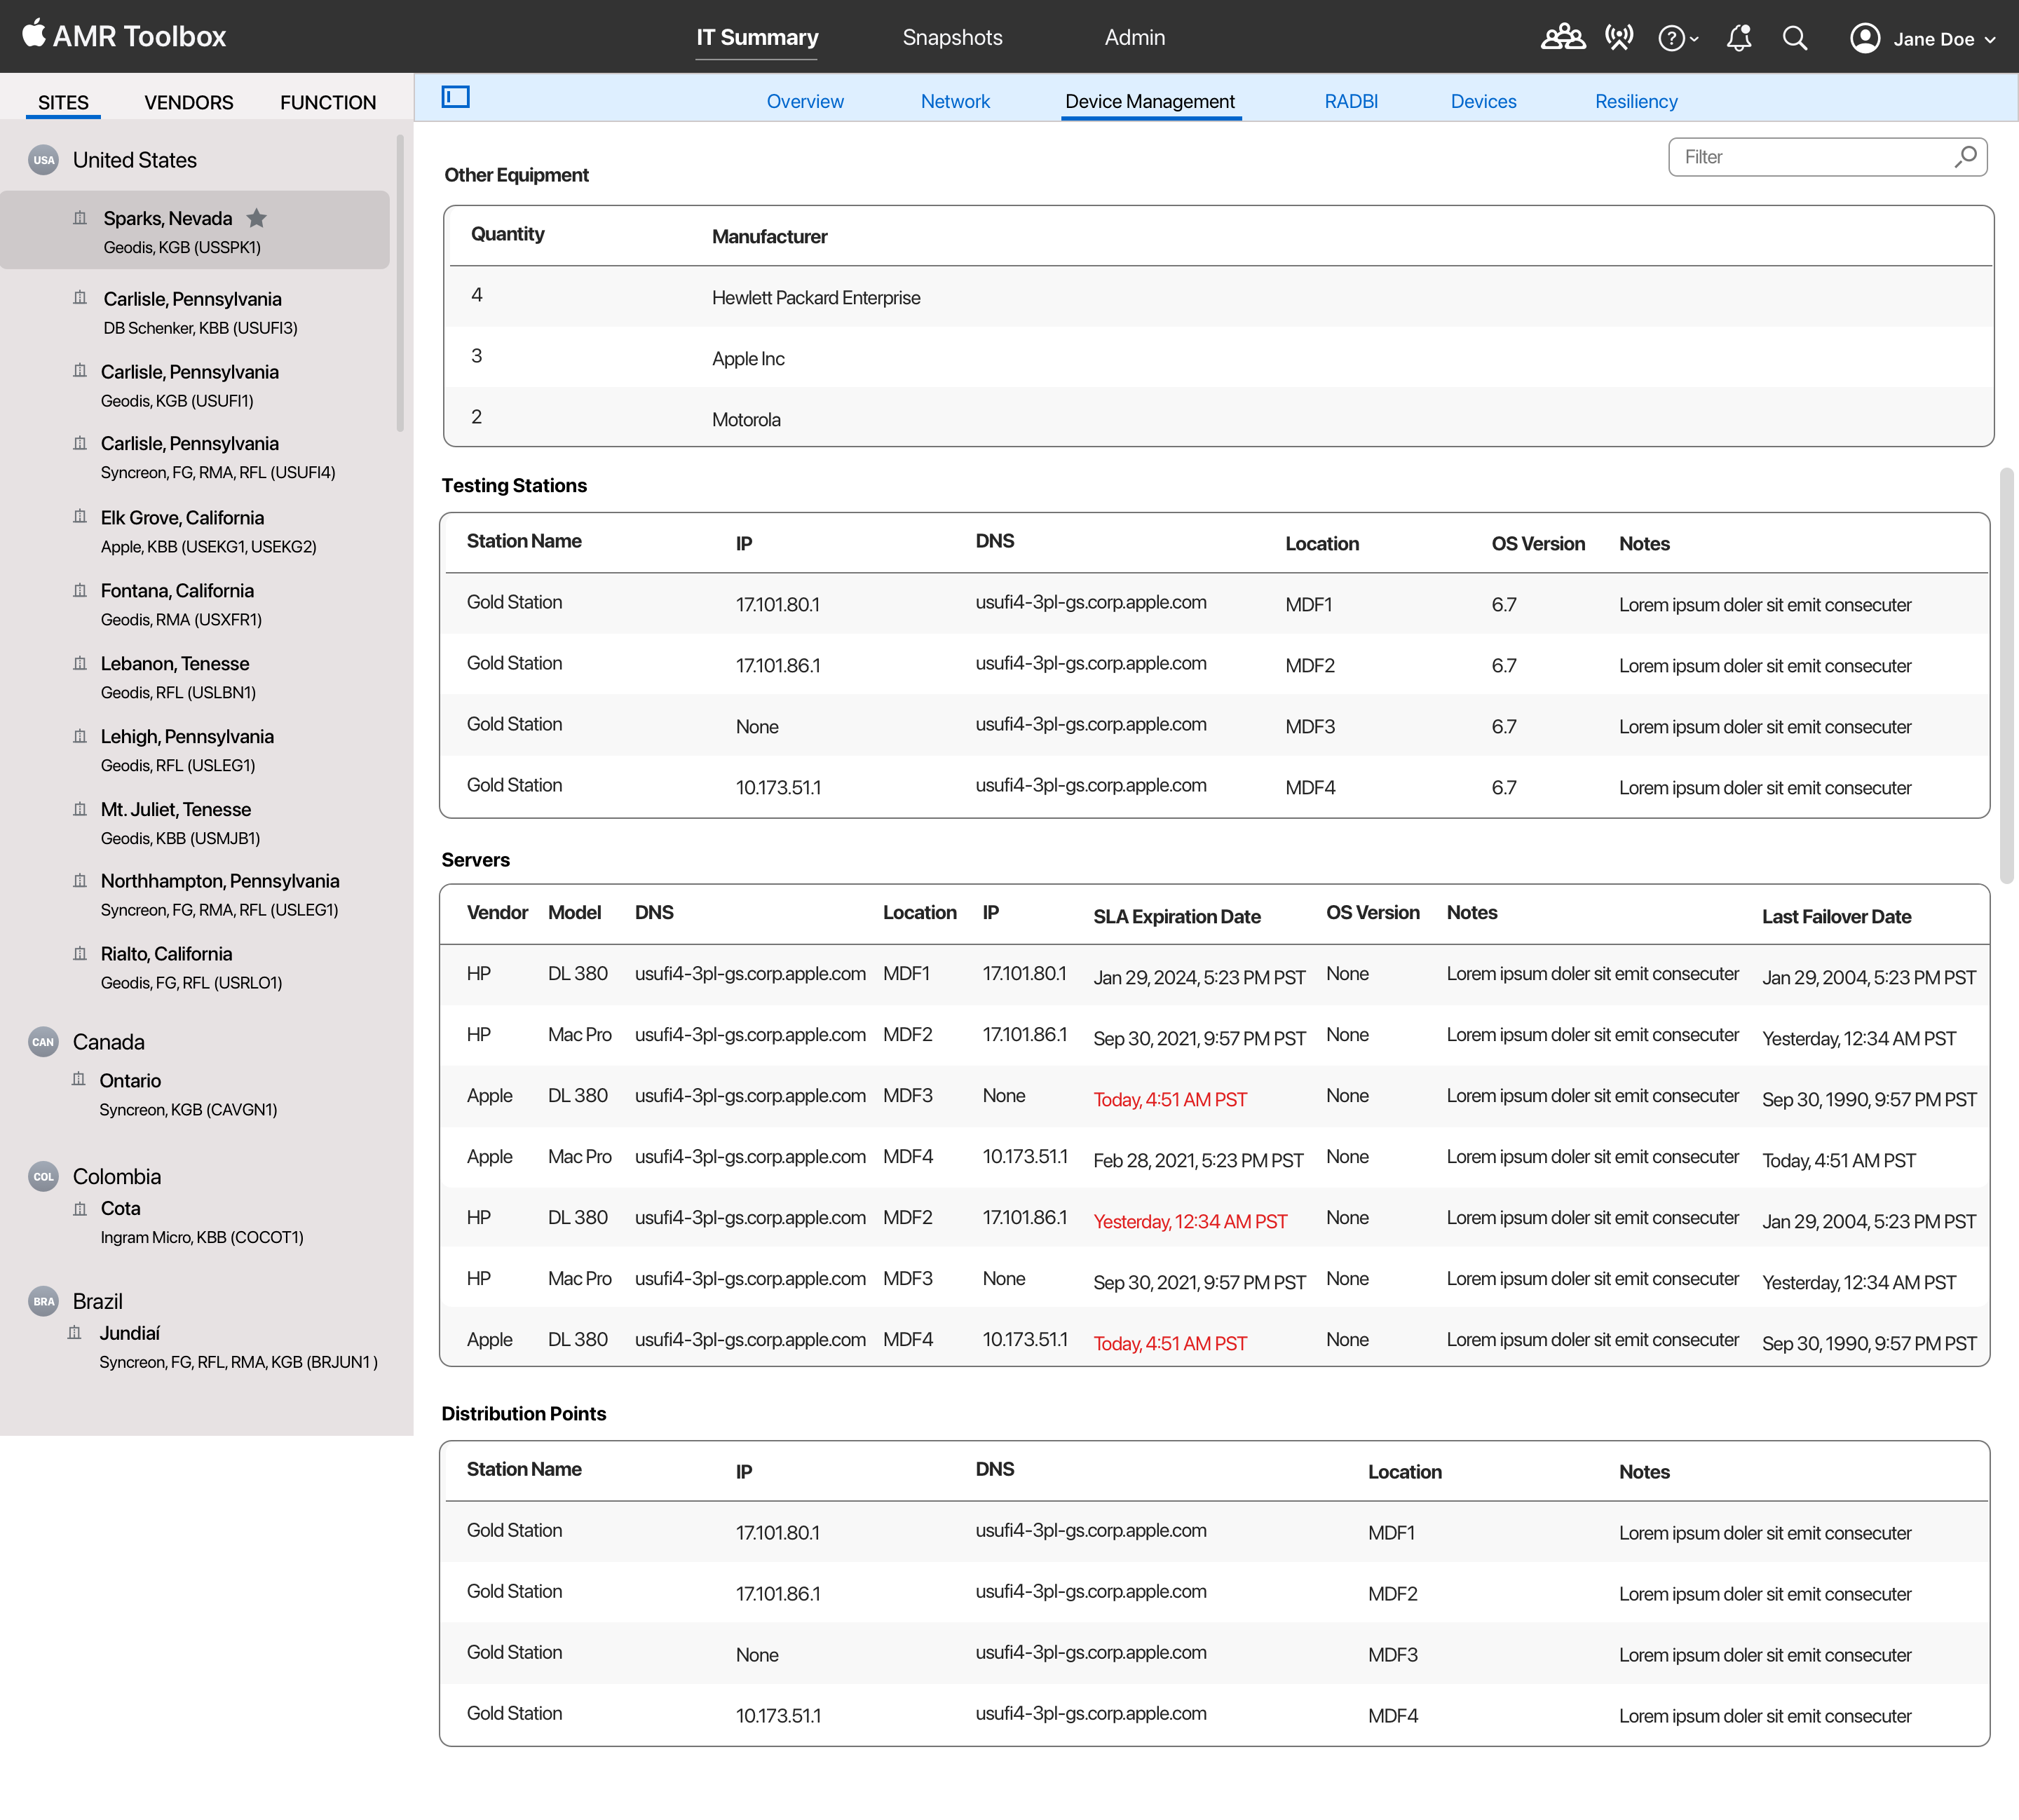 AMR Toolbox
IT Summary
Snapshots
Admin
Jane Doe
SITES
VENDORS
FUNCTION
USA United States
Sparks, Nevada
Geodis, KGB (USSPK1)
Carlisle, Pennsylvania
DB Schenker, KBB (USUFI3)
Carlisle, Pennsylvania
Geodis, KGB (USUFI1)
Carlisle, Pennsylvania
Syncreon, FG, RMA, RFL (USUFI4)
Elk Grove, California
Apple, KBB (USEKG1, USEKG2)
Fontana, California
Geodis, RMA (USXFR1)
Lebanon, Tenesse
Geodis, RFL (USLBN1)
Lehigh, Pennsylvania
Geodis, RFL (USLEG1)
Mt. Juliet, Tenesse
Geodis, KBB (USMJB1)
Northhampton, Pennsylvania
Syncreon, FG, RMA, RFL (USLEG1)
Rialto, California
Geodis, FG, RFL (USRLO1)
CAN Canada
Ontario
Syncreon, KGB (CAVGN1)
COL Colombia
Cota
Ingram Micro, KBB (COCOT1)
BRA Brazil
Jundiaí
Syncreon, FG, RFL, RMA, KGB (BRJUN1 )
Overview
Network
Device Management
RADBI
Devices
Resiliency
Filter
Other Equipment
Quantity Manufacturer
4 Hewlett Packard Enterprise
3 Apple Inc
2 Motorola
Testing Stations
Station Name IP DNS Location OS Version Notes
Gold Station 17.101.80.1 usufi4-3pl-gs.corp.apple.com MDF1 6.7 Lorem ipsum doler sit emit consecuter
Gold Station 17.101.86.1 usufi4-3pl-gs.corp.apple.com MDF2 6.7 Lorem ipsum doler sit emit consecuter
Gold Station None usufi4-3pl-gs.corp.apple.com MDF3 6.7 Lorem ipsum doler sit emit consecuter
Gold Station 10.173.51.1 usufi4-3pl-gs.corp.apple.com MDF4 6.7 Lorem ipsum doler sit emit consecuter
Servers
Vendor Model DNS Location IP SLA Expiration Date OS Version Notes Last Failover Date
HP DL 380 usufi4-3pl-gs.corp.apple.com MDF1 17.101.80.1 Jan 29, 2024, 5:23 PM PST None Lorem ipsum doler sit emit consecuter Jan 29, 2004, 5:23 PM PST
HP Mac Pro usufi4-3pl-gs.corp.apple.com MDF2 17.101.86.1 Sep 30, 2021, 9:57 PM PST None Lorem ipsum doler sit emit consecuter Yesterday, 12:34 AM PST
Apple DL 380 usufi4-3pl-gs.corp.apple.com MDF3 None Today, 4:51 AM PST None Lorem ipsum doler sit emit consecuter Sep 30, 1990, 9:57 PM PST
Apple Mac Pro usufi4-3pl-gs.corp.apple.com MDF4 10.173.51.1 Feb 28, 2021, 5:23 PM PST None Lorem ipsum doler sit emit consecuter Today, 4:51 AM PST
HP DL 380 usufi4-3pl-gs.corp.apple.com MDF2 17.101.86.1 Yesterday, 12:34 AM PST None Lorem ipsum doler sit emit consecuter Jan 29, 2004, 5:23 PM PST
HP Mac Pro usufi4-3pl-gs.corp.apple.com MDF3 None Sep 30, 2021, 9:57 PM PST None Lorem ipsum doler sit emit consecuter Yesterday, 12:34 AM PST
Apple DL 380 usufi4-3pl-gs.corp.apple.com MDF4 10.173.51.1 Today, 4:51 AM PST None Lorem ipsum doler sit emit consecuter Sep 30, 1990, 9:57 PM PST
Distribution Points
Station Name IP DNS Location Notes
Gold Station 17.101.80.1 usufi4-3pl-gs.corp.apple.com MDF1 Lorem ipsum doler sit emit consecuter
Gold Station 17.101.86.1 usufi4-3pl-gs.corp.apple.com MDF2 Lorem ipsum doler sit emit consecuter
Gold Station None usufi4-3pl-gs.corp.apple.com MDF3 Lorem ipsum doler sit emit consecuter
Gold Station 10.173.51.1 usufi4-3pl-gs.corp.apple.com MDF4 Lorem ipsum doler sit emit consecuter